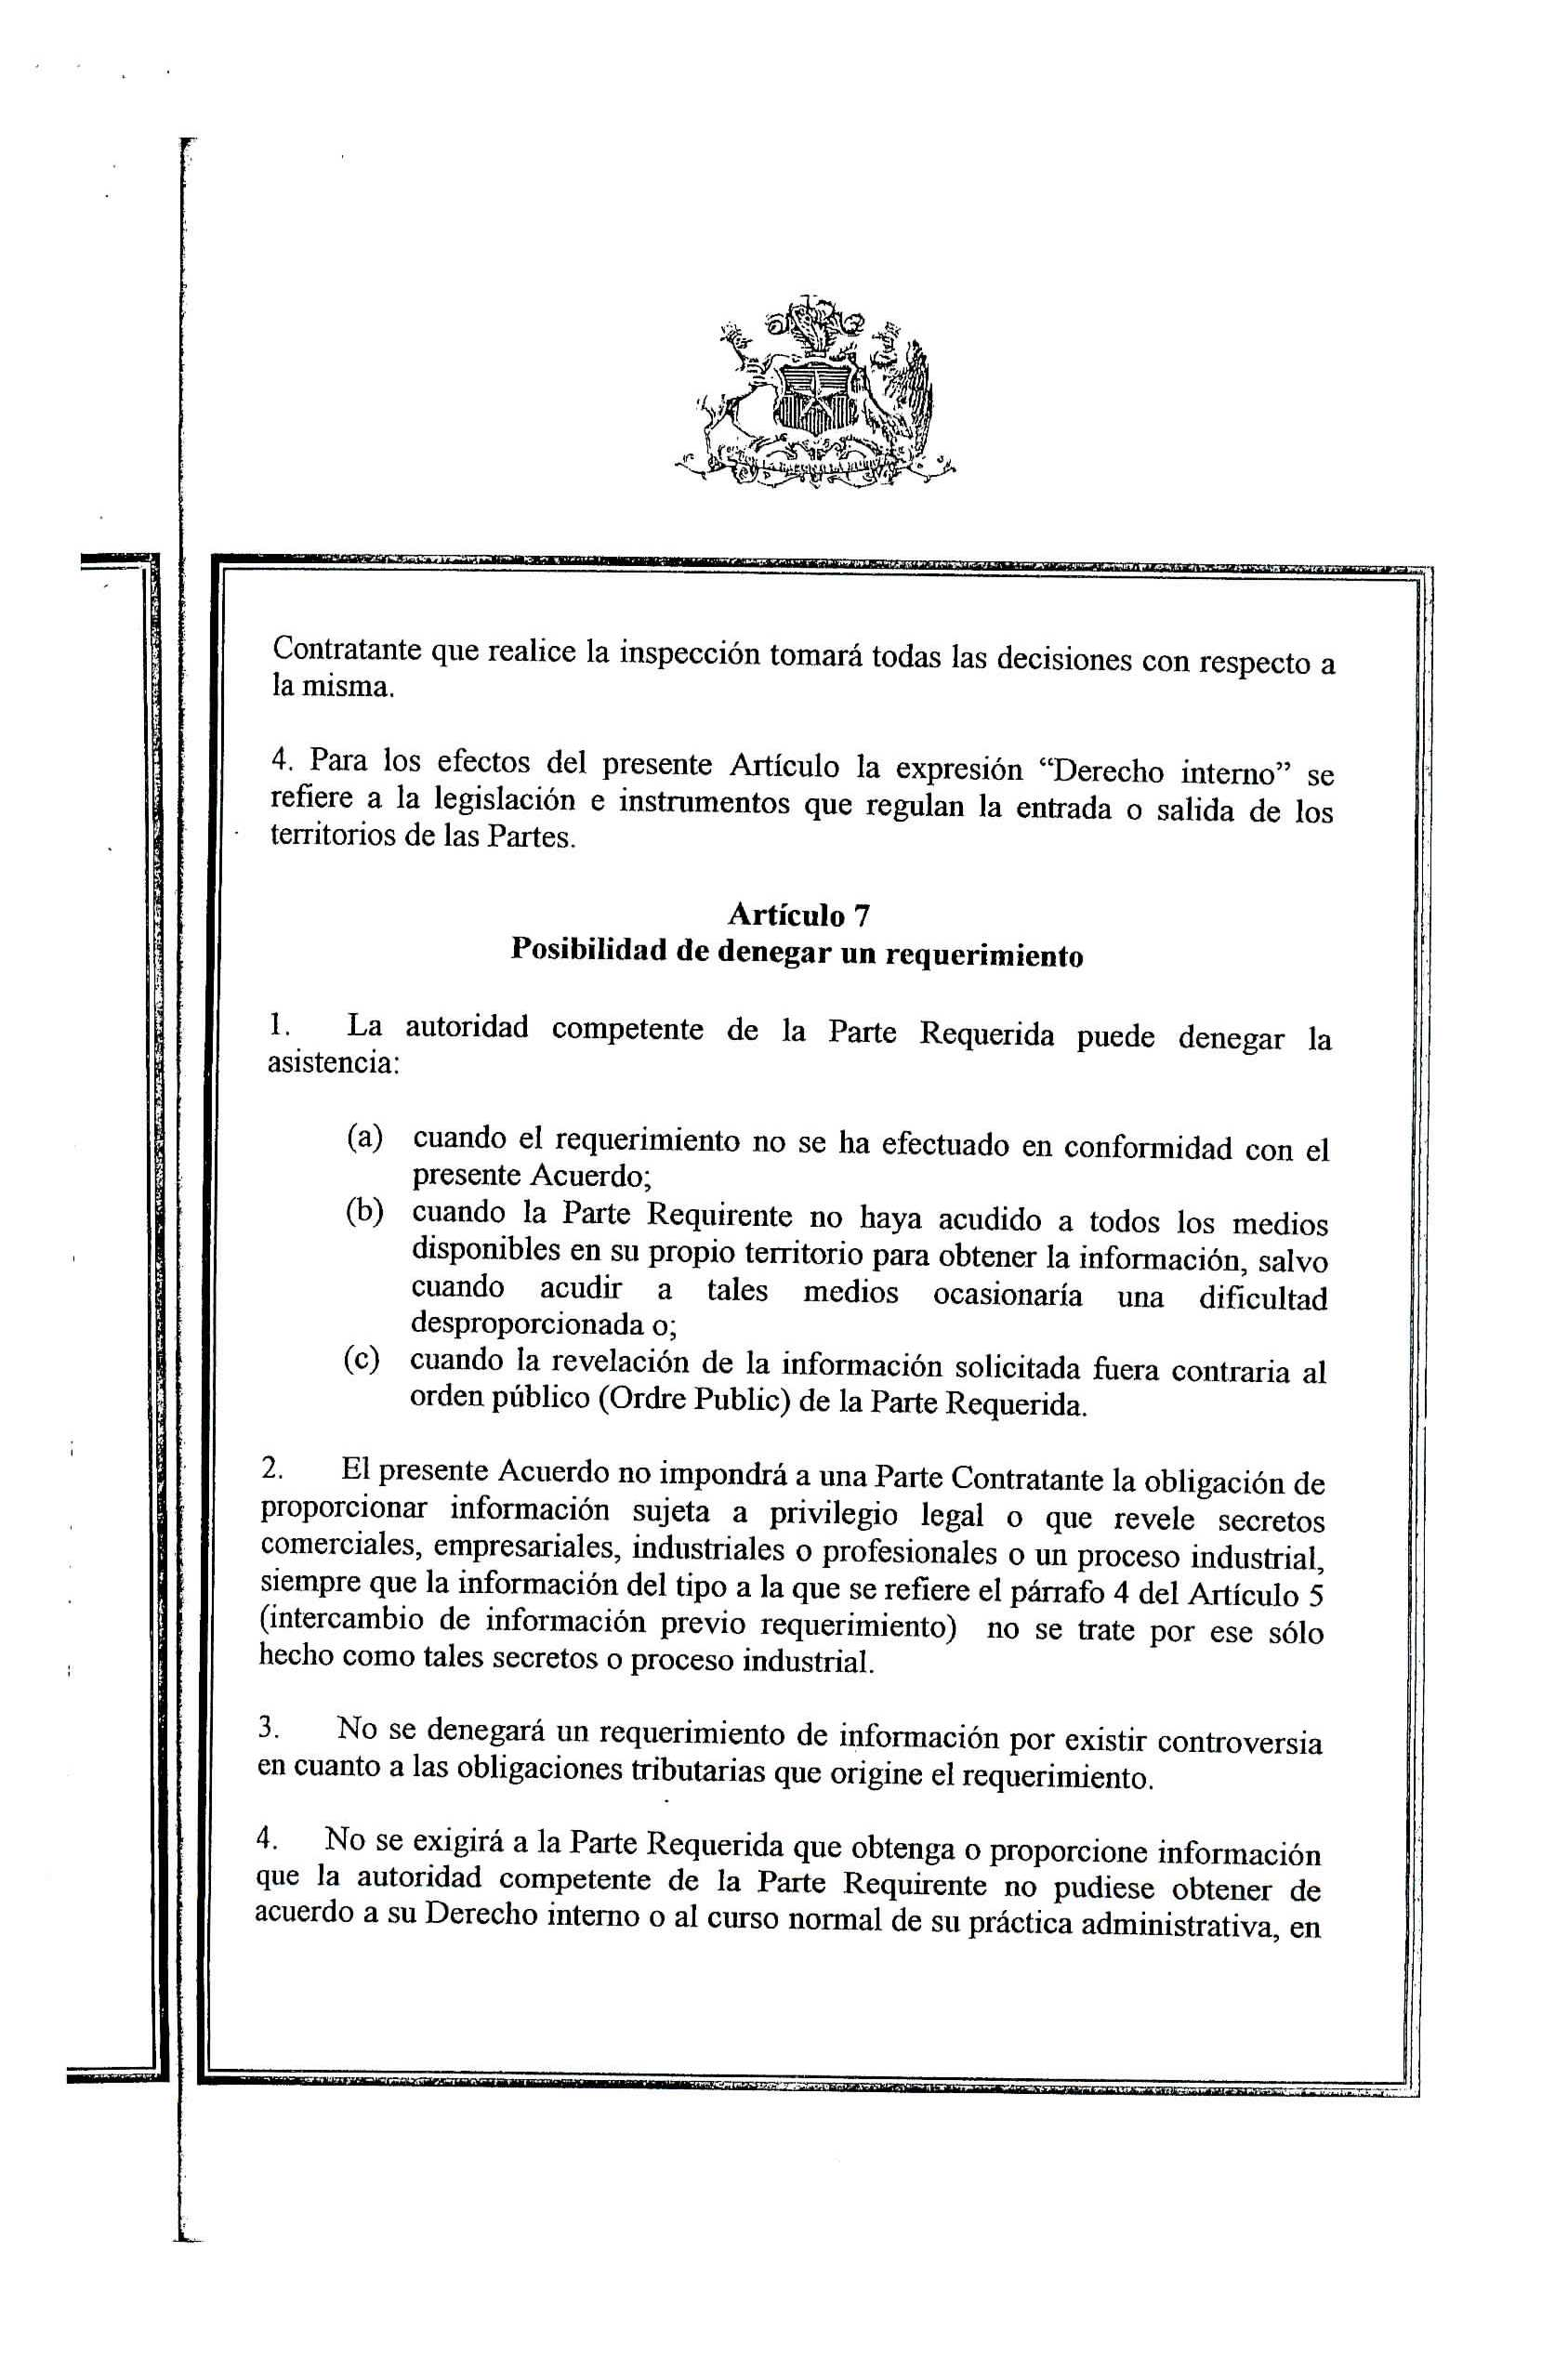 Contratante que realice la inspección tomará todas las decisiones con respecto a
la misma.
4. Para los efectos del presente Artículo la expresión “Derecho interno” se
refiere a la legislación e instrumentos que regulan la entrada o salida de los
territorios de las Partes.
Artículo 7
Posibilidad de denegar un requerimiento
1. La autoridad competente de la Parte Requerida puede denegar la
asistencia:
(a) cuando el requerimiento no se ha efectuado en conformidad con el
presente Acuerdo;
(b) cuando la Parte Requirente no haya acudido a todos los medios
disponibles en su propio territorio para obtener la información, salvo
cuando acudir a tales medios ocasionaría una dificultad
desproporcionada o;
(c) cuando la revelación de la información solicitada fuera contraria al
orden público (Ordre Public) de la Parte Requerida.
2. El presente Acuerdo no impondrá a una Parte Contratante la obligación de
proporcionar información sujeta a privilegio legal o que revele secretos
comerciales, empresariales, industriales o profesionales o un proceso industrial,
siempre que la información del tipo a la que se refiere el párrafo 4 del Artículo 5
(intercambio de información previo requerimiento) no se trate por ese sólo
hecho como tales secretos o proceso industrial.
3. No se denegará un requerimiento de información por existir controversia
en cuanto a las obligaciones tributarias que origine el requerimiento.
4. No se exigirá a la Parte Requerida que obtenga o proporcione información
que la autoridad competente de la Parte Requirente no pudiese obtener de
acuerdo a su Derecho interno o al curso normal de su práctica administrativa, en